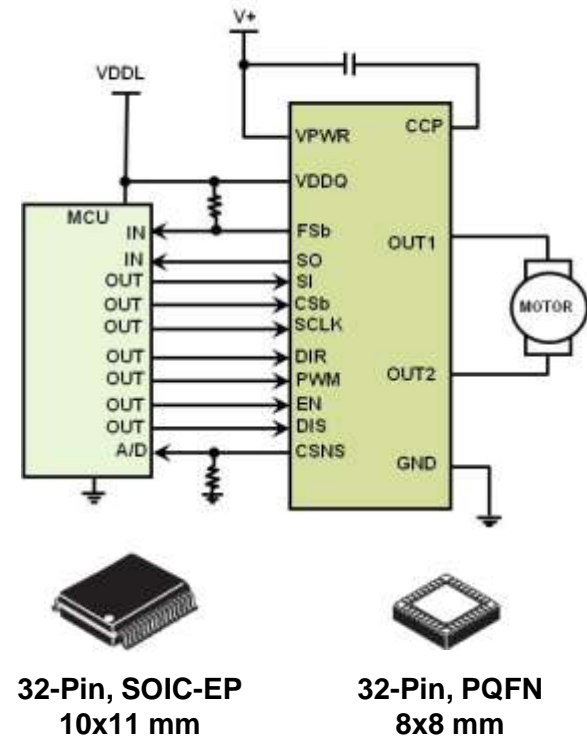 V+
VDDL
CCP
VPWR
VDDQ
MCU
IN
FSb
OUT1
IN
SO
OUT
SI
MOTOR
OUT
CSb
OUT
SCLK
OUT
DIR
OUT
PWM
OUT2
OUT
EN
OUT
DIS
A/D
CSNS
GND
32-Pin, SOIC-EP
10x11 mm
32-Pin, PQFN
8x8 mm